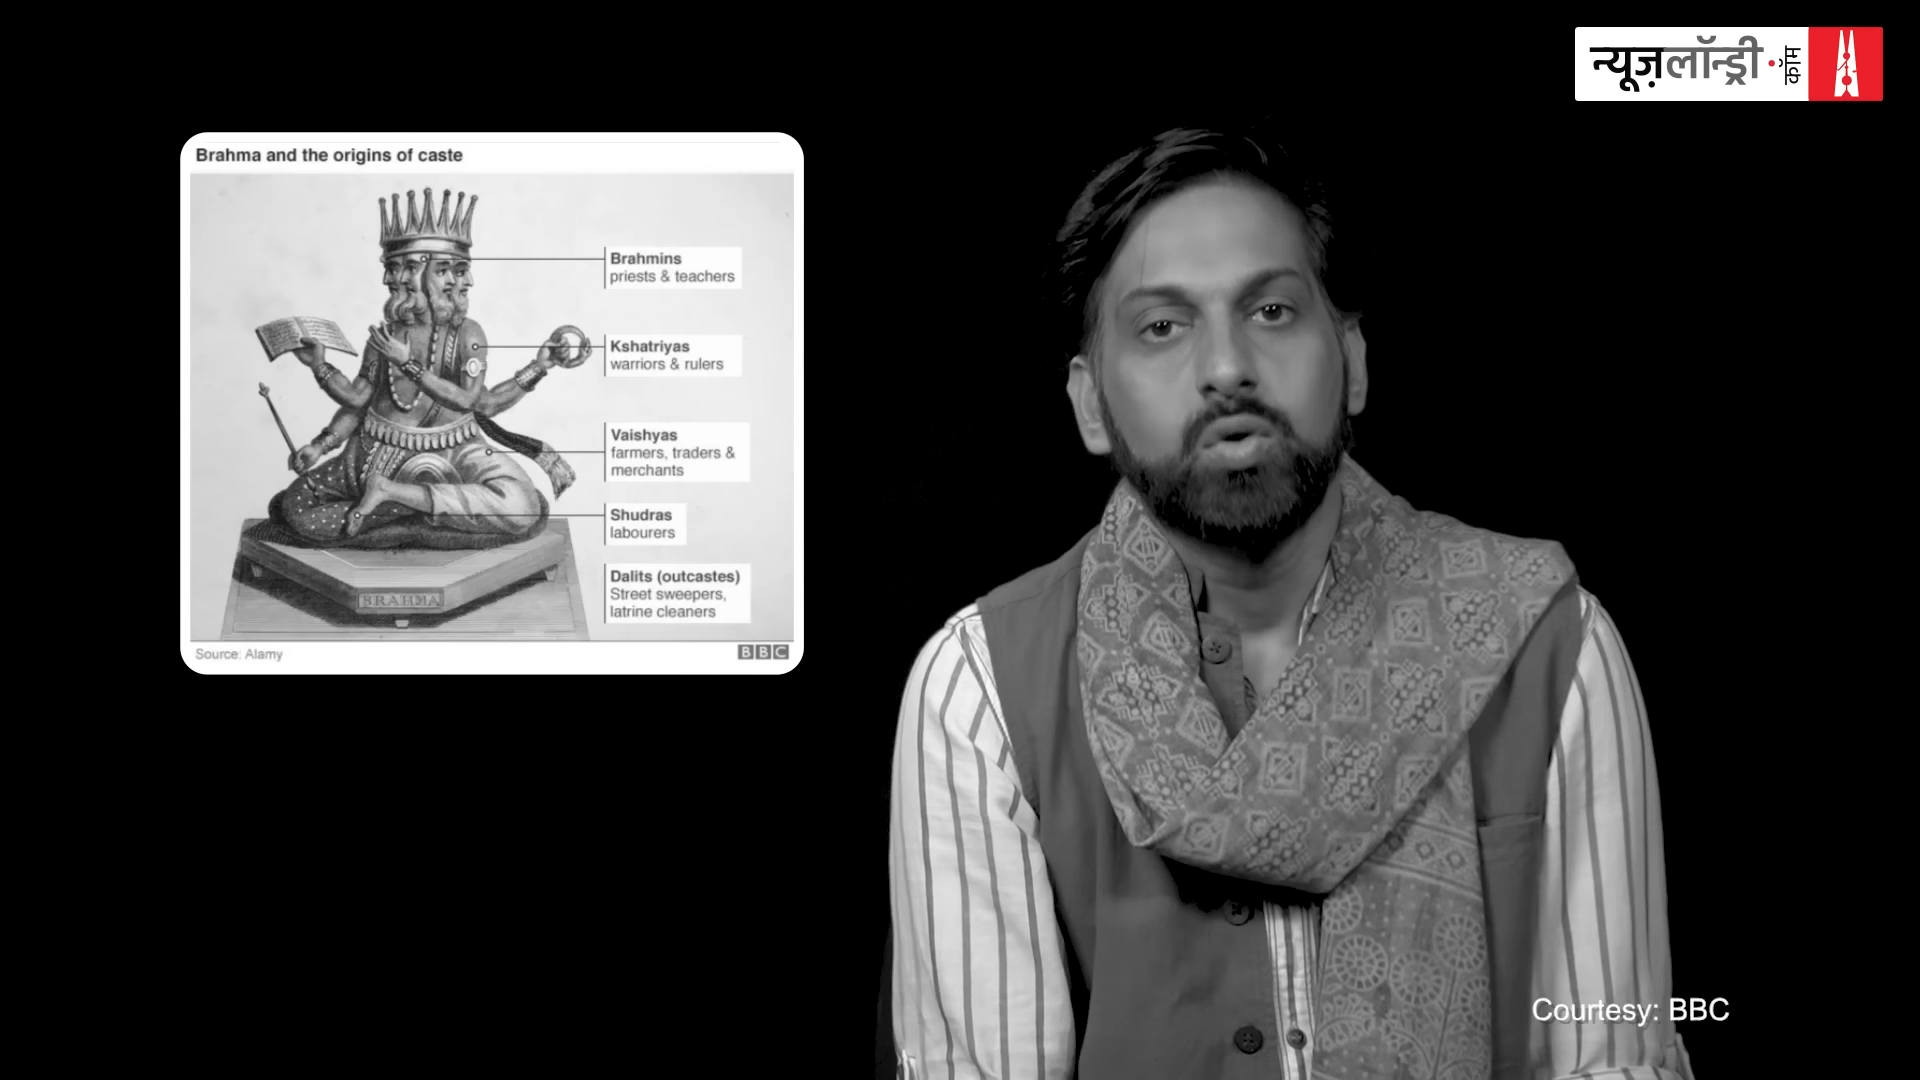 न्यूज़लॉन्ड्री.कॉम
Brahma and the origins of caste
Brahmins
priests & teachers
Kshatriyas
warriors & rulers
Vaishyas
farmers, traders &
merchants
Shudras
labourers
Dalits (outcastes)
Street sweepers,
latrine cleaners
BRAHMA
Source: Alamy
BBC
Courtesy: BBC